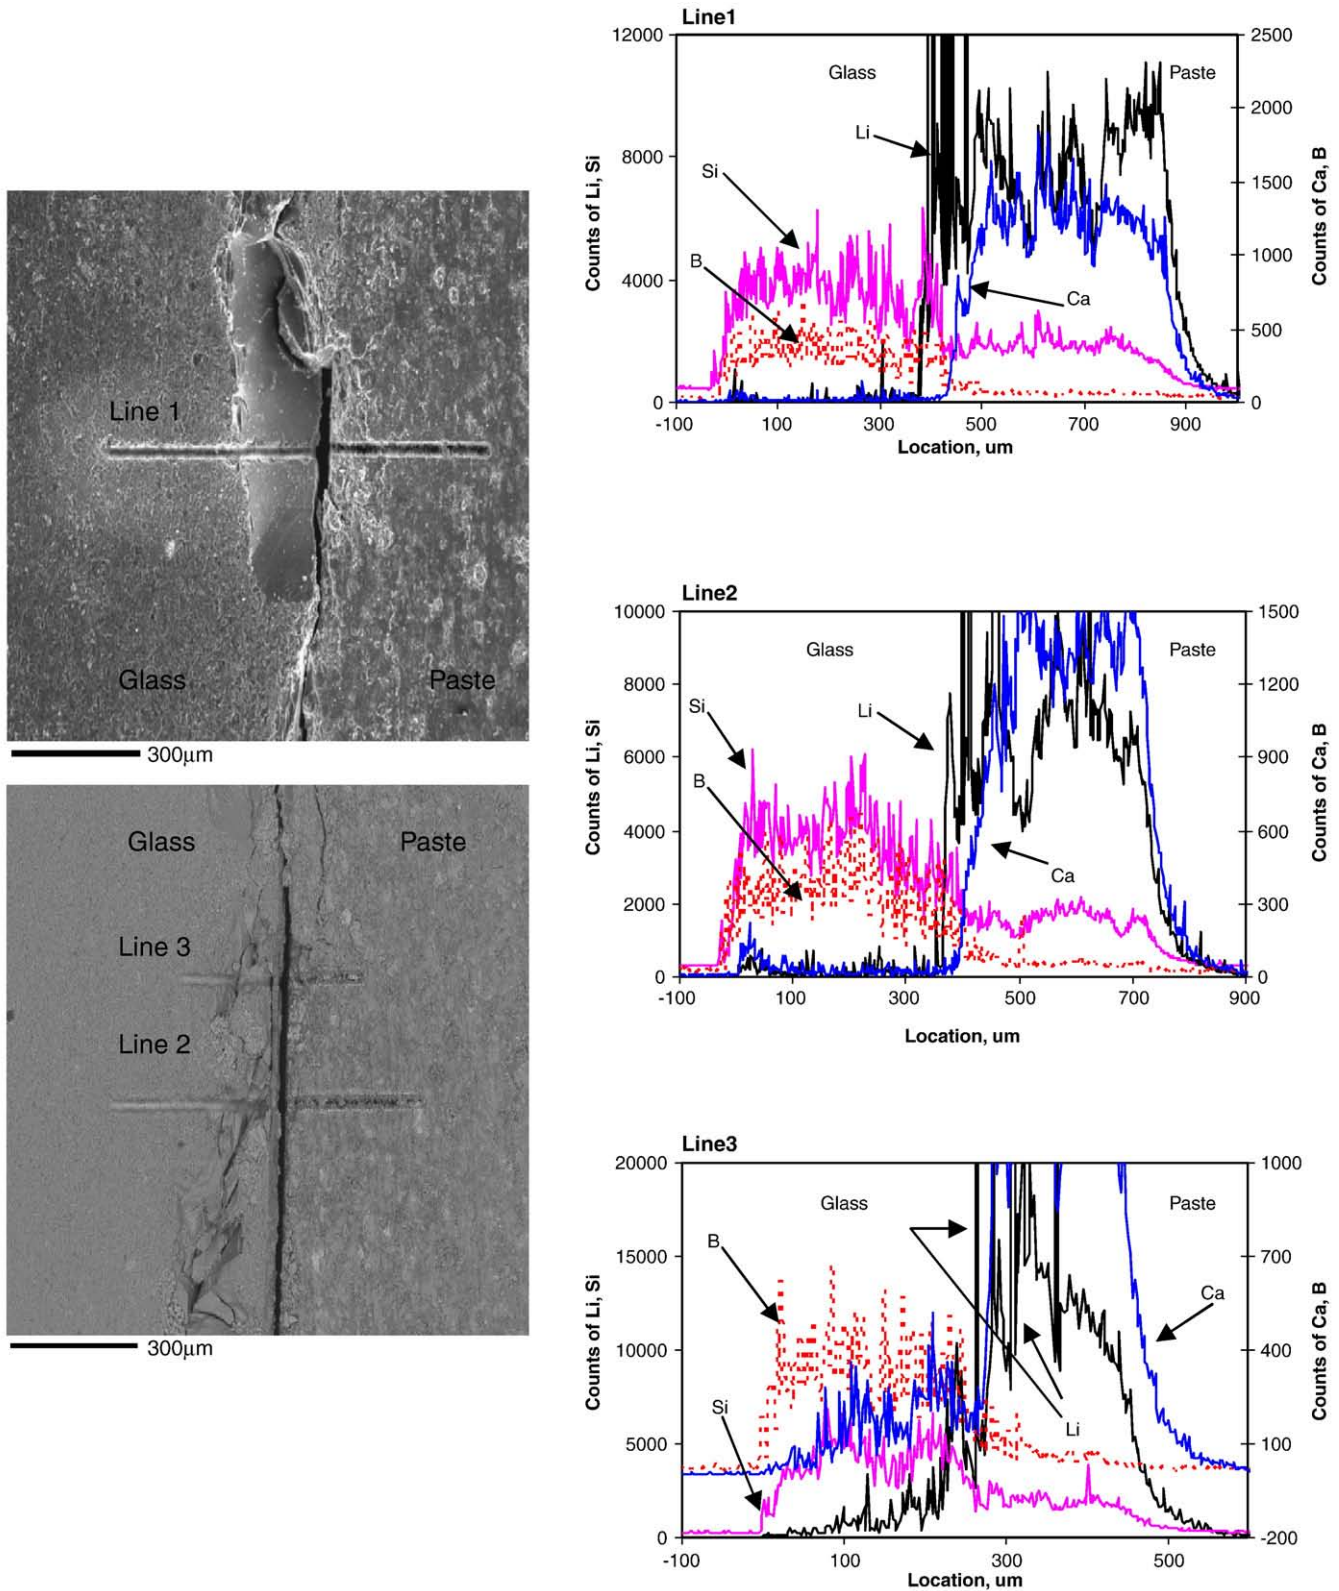 Line 1
Glass
Paste
300μm
Glass
Paste
Line 3
Line 2
300μm
Line1
12000
8000
4000
0
2500
2000
1500
1000
500
0
Counts of Li, Si
Counts of Ca, B
Glass
Paste
Li
Si
B
Ca
-100
100
300
500
700
900
Location, um
Line2
10000
8000
6000
4000
2000
0
1500
1200
900
600
300
0
Counts of Li, Si
Counts of Ca, B
Glass
Paste
Si
Li
B
Ca
-100
100
300
500
700
900
Location, um
Line3
20000
15000
10000
5000
0
1000
700
400
100
-200
Counts of Li, Si
Counts of Ca, B
Glass
Paste
B
Ca
Si
Li
-100
100
300
500
Location, um